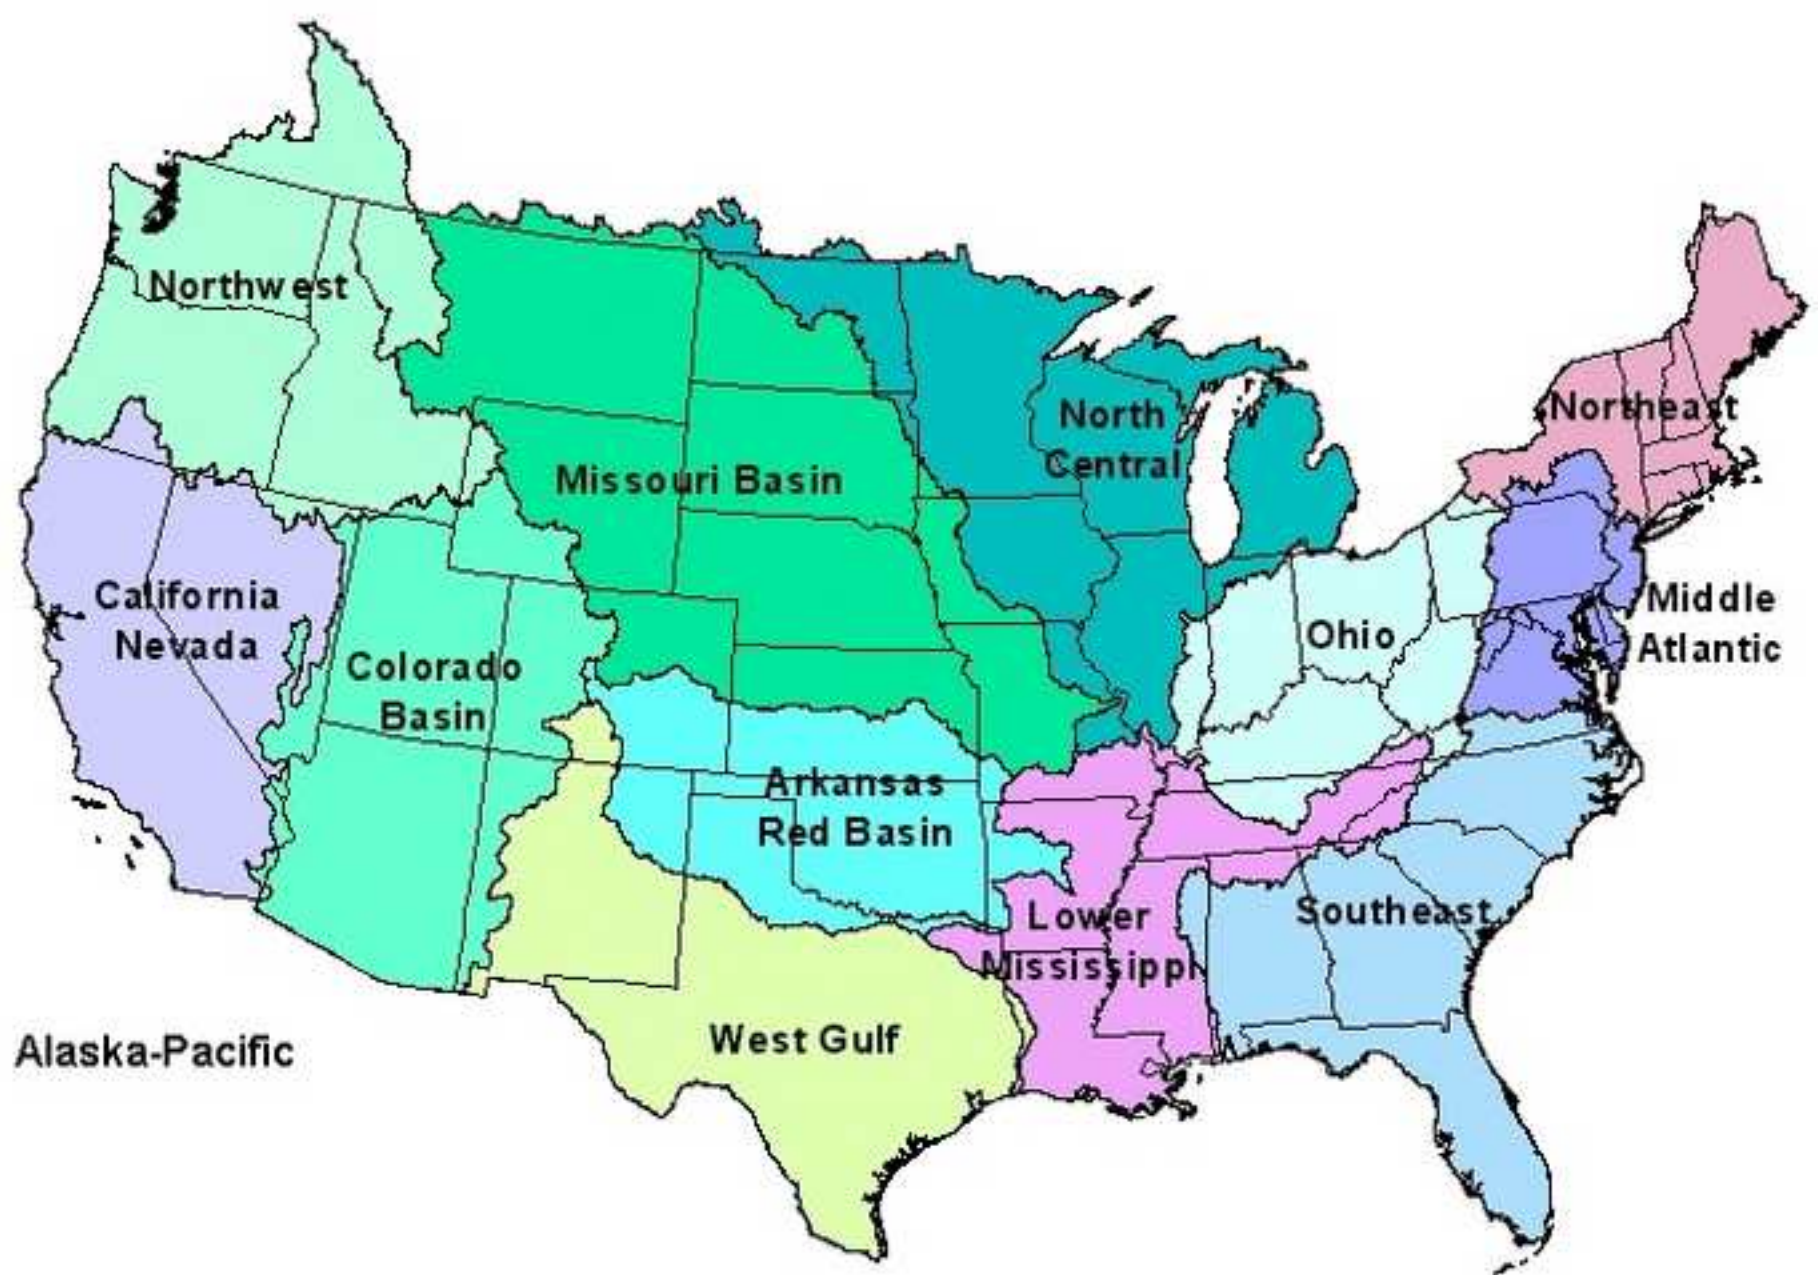 Northwest
North
Central
Northeast
Missouri Basin
California
Nevada
Middle
Atlantic
Ohio
Colorado
Basin
Arkansas
Red Basin
Lower
Mississippi
Southeast
West Gulf
Alaska-Pacific